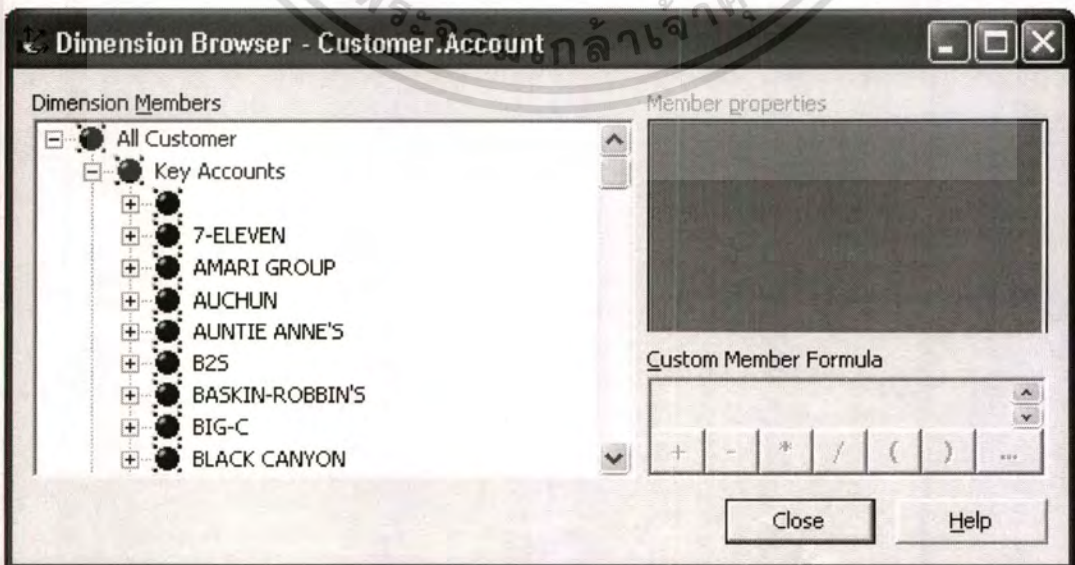 Dimension Browser - Customer.Account
Dimension Members
All Customer
Key Accounts
7-ELEVEN
AMARI GROUP
AUCHUN
AUNTIE ANNE'S
B2S
BASKIN-ROBBIN'S
BIG-C
BLACK CANYON
Member properties
Custom Member Formula
+ - * / ( ) ...
Close Help